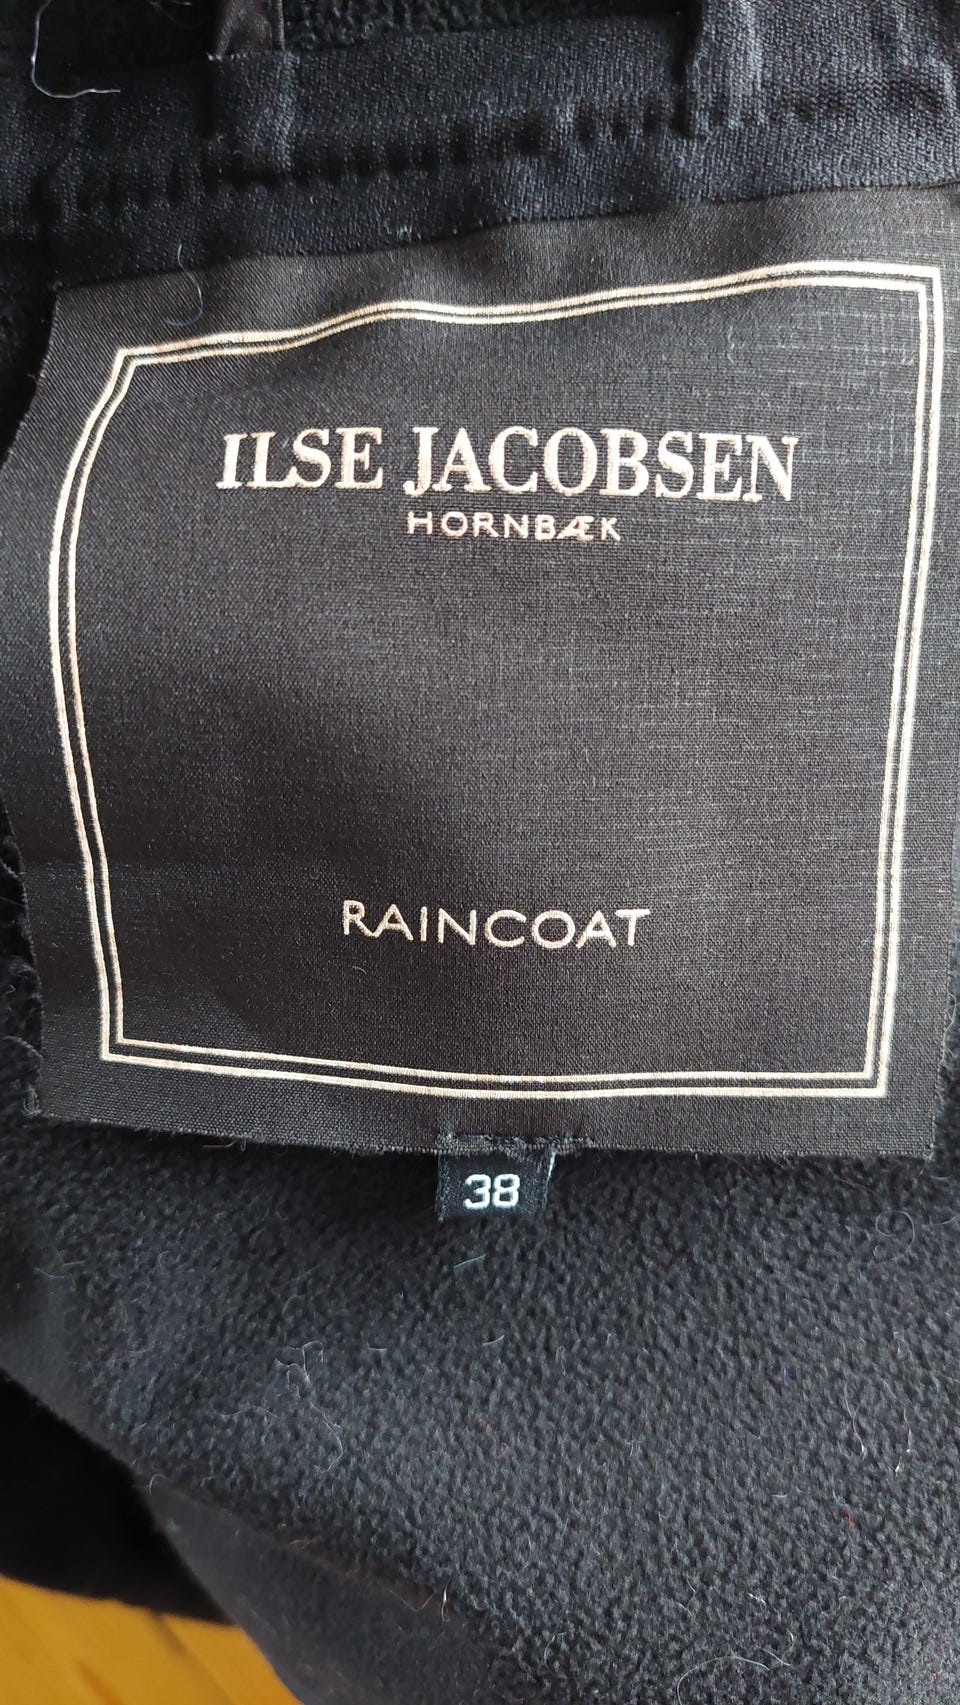 ILSE JACOBSEN
HORNBÆK
RAINCOAT
38